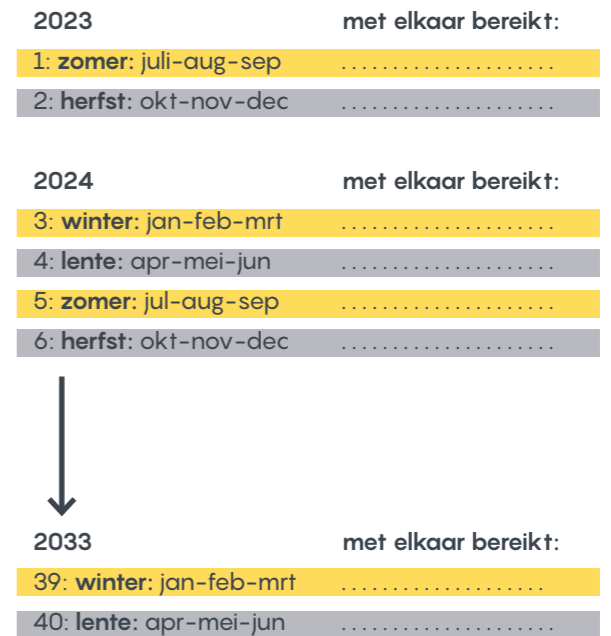 2023 met elkaar bereikt:
1: zomer: juli-aug-sep .....................
2: herfst: okt-nov-dec .....................
2024 met elkaar bereikt:
3: winter: jan-feb-mrt .....................
4: lente: apr-mei-jun .....................
5: zomer: jul-aug-sep .....................
6: herfst: okt-nov-dec .....................
2033 met elkaar bereikt:
39: winter: jan-feb-mrt ....................
40: lente: apr-mei-jun .....................